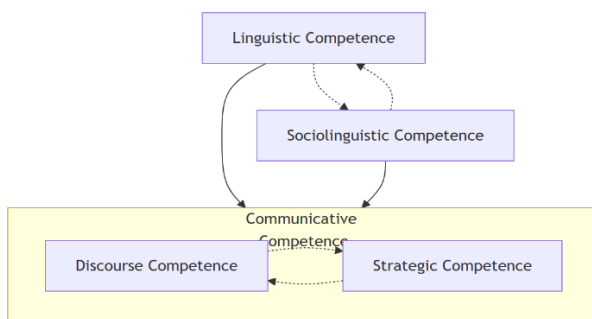 Linguistic Competence
Sociolinguistic Competence
Communicative
Competence
Discourse Competence
Strategic Competence